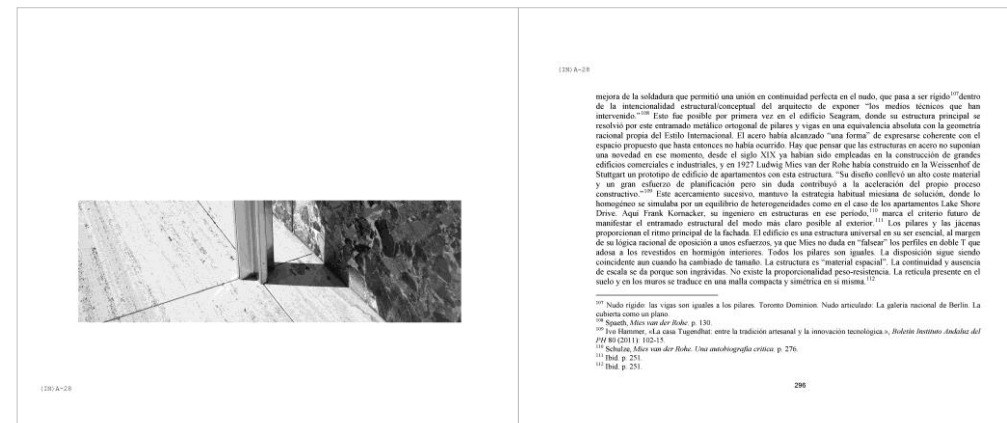 (IN) A-28
(IN) A-28
mejora de la soldadura que permitió una unión en continuidad perfecta en el nudo, que pasa a ser rígido107dentro
de la intencionalidad estructural/conceptual del arquitecto de exponer “los medios técnicos que han
intervenido.”108 Esto fue posible por primera vez en el edificio Seagram, donde su estructura principal se
resolvió por este entramado metálico ortogonal de pilares y vigas en una equivalencia absoluta con la geometría
racional propia del Estilo Internacional. El acero había alcanzado “una forma” de expresarse coherente con el
espacio propuesto que hasta entonces no había ocurrido. Hay que pensar que las estructuras en acero no suponían
una novedad en ese momento, desde el siglo XIX ya habían sido empleadas en la construcción de grandes
edificios comerciales e industriales, y en 1927 Ludwig Mies van der Rohe había construido en la Weissenhof de
Stuttgart un prototipo de edificio de apartamentos con esta estructura. “Su diseño conllevó un alto coste material
y un gran esfuerzo de planificación pero sin duda contribuyó a la aceleración del propio proceso
constructivo.”109 Este acercamiento sucesivo, mantuvo la estrategia habitual miesiana de solución, donde lo
homogéneo se simulaba por un equilibrio de heterogeneidades como en el caso de los apartamentos Lake Shore
Drive. Aquí Frank Kornacker, su ingeniero en estructuras en ese período,110 marca el criterio futuro de
manifestar el entramado estructural del modo más claro posible al exterior.111 Los pilares y las jácenas
proporcionan el ritmo principal de la fachada. El edificio es una estructura universal en su ser esencial, al margen
de su lógica racional de oposición a unos esfuerzos, ya que Mies no duda en “falsear” los perfiles en doble T que
adosa a los revestidos en hormigón interiores. Todos los pilares son iguales. La disposición sigue siendo
coincidente aun cuando ha cambiado de tamaño. La estructura es “material espacial”. La continuidad y ausencia
de escala se da porque son ingrávidas. No existe la proporcionalidad peso-resistencia. La retícula presente en el
suelo y en los muros se traduce en una malla compacta y simétrica en si misma.112
107 Nudo rígido: las vigas son iguales a los pilares. Toronto Dominion. Nudo articulado: La galería nacional de Berlín. La
cubierta como un plano.
108 Spaeth, Mies van der Rohe. p. 130.
109 Ivo Hammer, «La casa Tugendhat: entre la tradición artesanal y la innovación tecnológica.», Boletín Instituto Andaluz del
PH 80 (2011): 102-15.
110 Schulze, Mies van der Rohe. Una autobiografía crítica. p. 276.
111 Ibid. p. 251.
112 Ibid. p. 251.
296